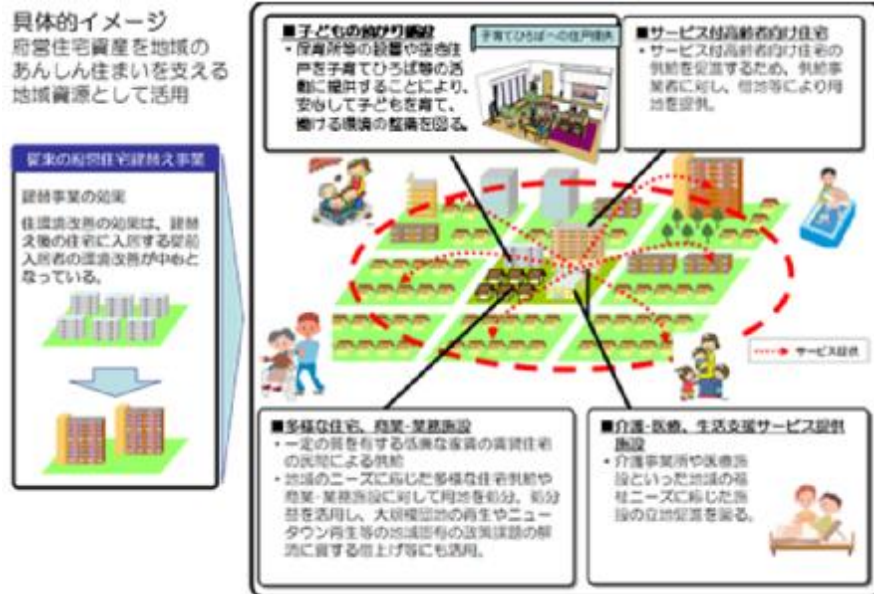 具体的イメージ
府営住宅資産を地域の
あんしん住まいを支える
地域資源として活用
従来の府営住宅建替え事業
建替事業の効果
住環境改善の効果は、建替
え後の住宅に入居する従前
入居者の環境改善が中心と
なっている。
■子どもの預かり施設
・保育所等の設置や空き住
戸を子育てひろば等の活
動に提供することにより、
安心して子どもを育て、
働ける環境の整備を図る。
子育てひろばへの住戸提供
■サービス付高齢者向け住宅
・サービス付高齢者向け住宅の
供給を促進するため、供給事
業者に対し、借地等により用
地を提供。
サービス提供
■多様な住宅、商業・業務施設
・一定の質を有する低廉な家賃の賃貸住宅
の民間による供給
・地域のニーズに応じた多様な住宅供給や
商業・業務施設に対して用地を処分。処分
益を活用し、大規模団地の再生やニュー
タウン再生等の地域固有の政策課題の解
消に資する借上げ等にも活用。
■介護・医療、生活支援サービス提供
施設
・介護事業所や医療施
設といった地域の福
祉ニーズに応じた施
設の立地促進を図る。